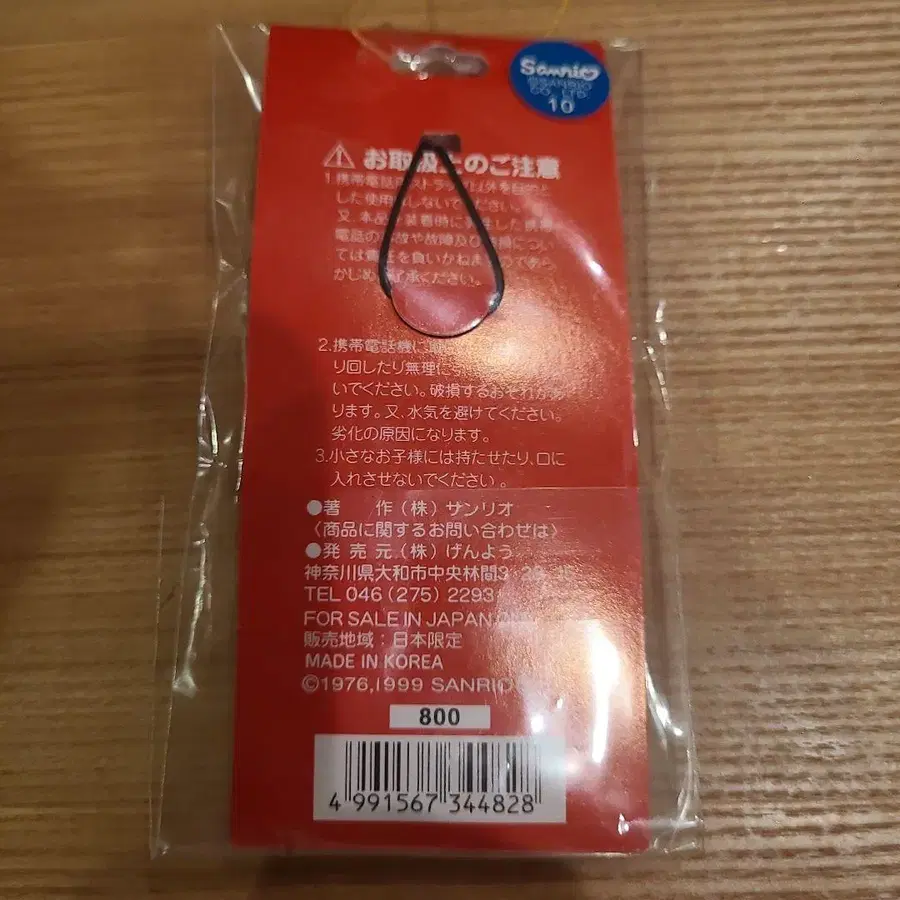 Sanrio
©SANRIO
CO., LTD.
10
お取扱上のご注意
1.携帯電話用ストラップ以外を目的と
した使用はしないでください。
又、本品を装着時に した携帯
電話の 故や故障及び につい
ては責任を負いかねま ので、あら
かじめ 了承ください。
2.携帯電話機に
り回したり無理に
いでください。破損するおそれがあ
ります。又、水気を避けてください。
劣化の原因になります。
3.小さなお子様には持たせたり、口に
入れさせないでください。
●著 作(株)サンリオ
〈商品に関するお問い合わせは〉
●発売元(株)げんよう
神奈川県大和市中央林間3-
TEL 046 (275) 2293
FOR SALE IN JAPAN
販売地域:日本限定
MADE IN KOREA
©1976,1999 SANRIO
800
4 991567 344828